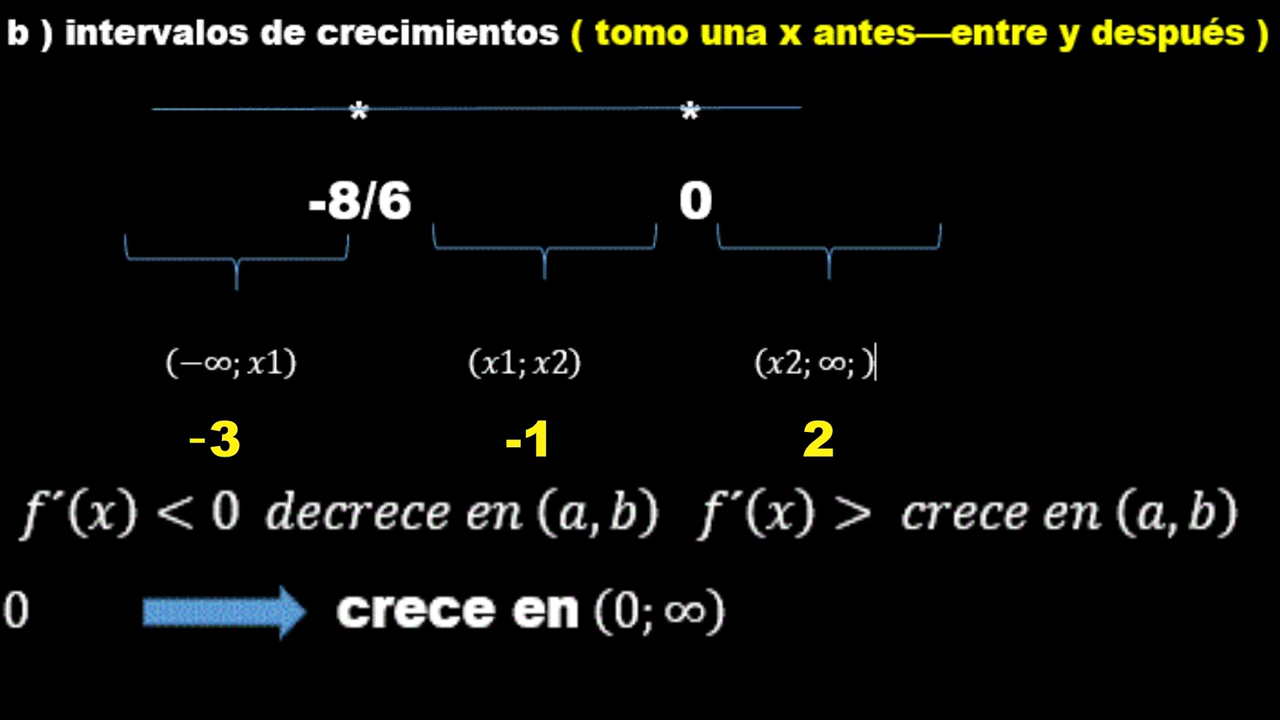 b ) intervalos de crecimientos ( tomo una x antes—entre y después )
* *
-8/6 0
(−∞; x1) (x1; x2) (x2; ∞; )
-3 -1 2
f´(x) < 0 decrece en (a, b) f´(x) > crece en (a, b)
0 crece en (0; ∞)